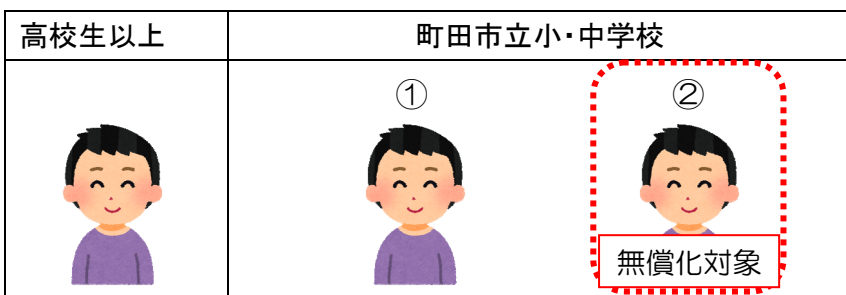 高校生以上
町田市立小・中学校
①
②
無償化対象